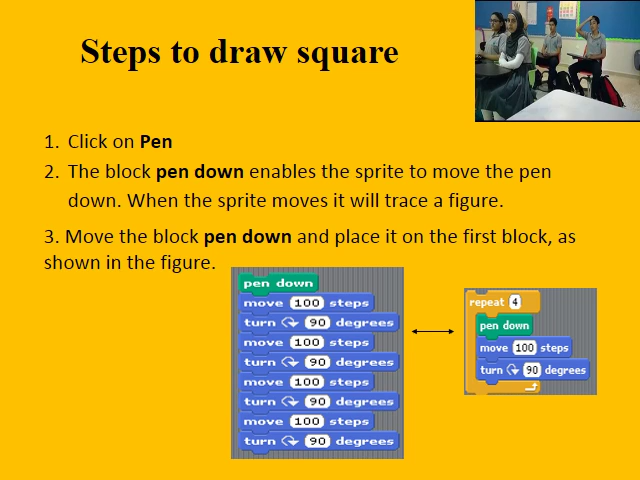 Steps to draw square
1. Click on Pen
2. The block pen down enables the sprite to move the pen
down. When the sprite moves it will trace a figure.
3. Move the block pen down and place it on the first block, as
shown in the figure.
pen down
move 100 steps
turn 90 degrees
move 100 steps
turn 90 degrees
move 100 steps
turn 90 degrees
move 100 steps
turn 90 degrees
repeat 4
pen down
move 100 steps
turn 90 degrees